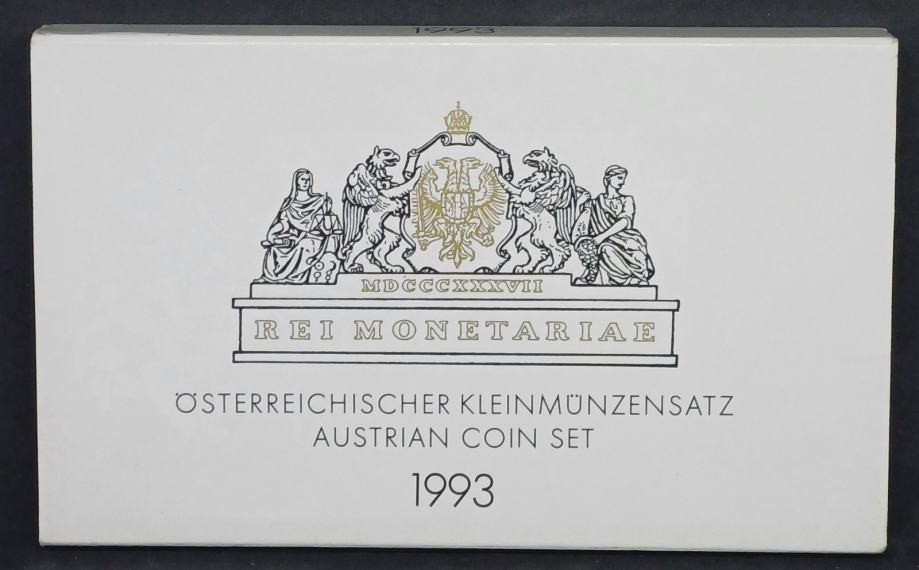 1993
MDCCCXXXVII
REI MONETARIAE
ÖSTERREICHISCHER KLEINMÜNZENSATZ
AUSTRIAN COIN SET
1993